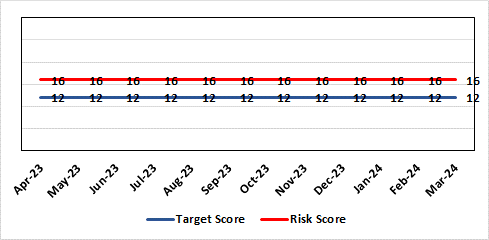 16 16 16 16 16 16 16 16 16 16 16 16
12 12 12 12 12 12 12 12 12 12 12 12
Apr-23 May-23 Jun-23 Jul-23 Aug-23 Sep-23 Oct-23 Nov-23 Dec-23 Jan-24 Feb-24 Mar-24
Target Score Risk Score